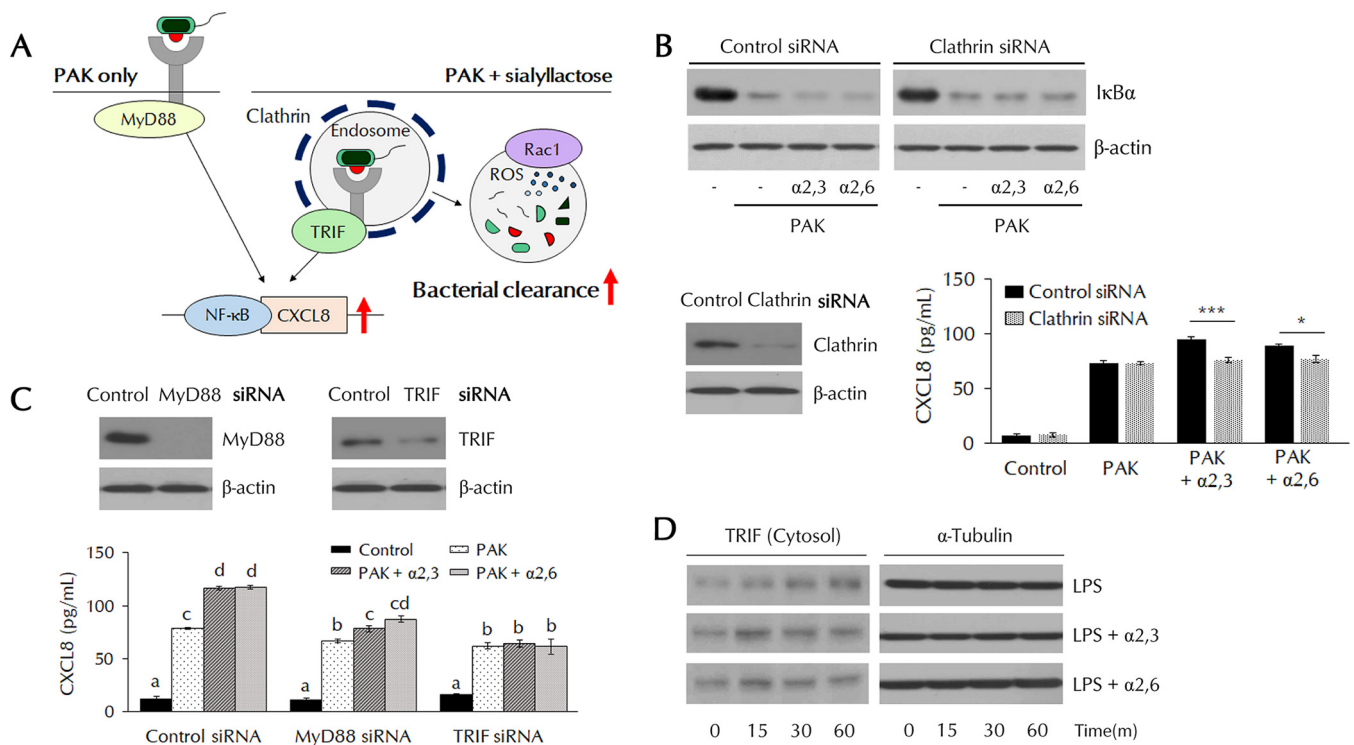 A
PAK only
PAK + sialyllactose
MyD88
Clathrin
Endosome
TRIF
Rac1
ROS
Bacterial clearance
NF-κB
CXCL8
B
Control siRNA
Clathrin siRNA
IκBα
β-actin
- - α2,3 α2,6 - - α2,3 α2,6
PAK
PAK
Control Clathrin siRNA
Clathrin
β-actin
CXCL8 (pg/mL)
150
100
50
0
Control siRNA
Clathrin siRNA
***
*
Control
PAK
PAK
+ α2,3
PAK
+ α2,6
C
Control MyD88 siRNA
MyD88
β-actin
Control TRIF siRNA
TRIF
β-actin
CXCL8 (pg/mL)
150
100
50
0
Control
PAK
PAK + α2,3
PAK + α2,6
a c d d
a b c cd
a b b b
Control siRNA
MyD88 siRNA
TRIF siRNA
D
TRIF (Cytosol)
α-Tubulin
LPS
LPS + α2,3
LPS + α2,6
0 15 30 60 0 15 30 60 Time(m)